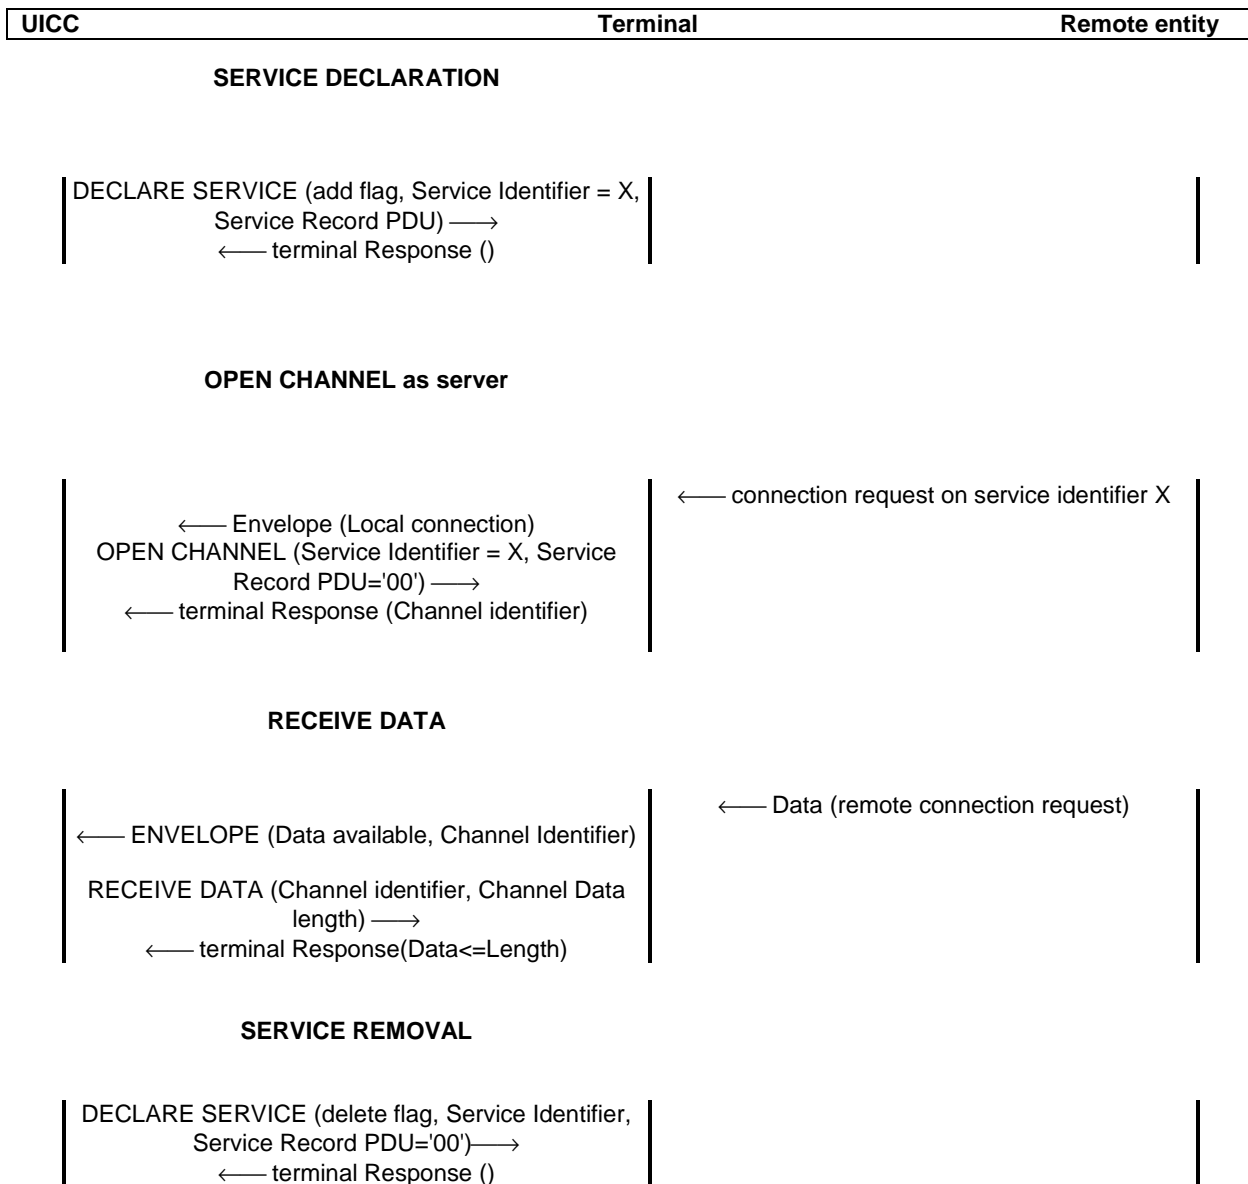 UICC Terminal Remote entity
SERVICE DECLARATION
DECLARE SERVICE (add flag, Service Identifier = X,
Service Record PDU) ⟶
⟵ terminal Response ()
OPEN CHANNEL as server
⟵ connection request on service identifier X
⟵ Envelope (Local connection)
OPEN CHANNEL (Service Identifier = X, Service
Record PDU='00') ⟶
⟵ terminal Response (Channel identifier)
RECEIVE DATA
⟵ Data (remote connection request)
⟵ ENVELOPE (Data available, Channel Identifier)
RECEIVE DATA (Channel identifier, Channel Data
length) ⟶
⟵ terminal Response(Data<=Length)
SERVICE REMOVAL
DECLARE SERVICE (delete flag, Service Identifier,
Service Record PDU='00')⟶
⟵ terminal Response ()